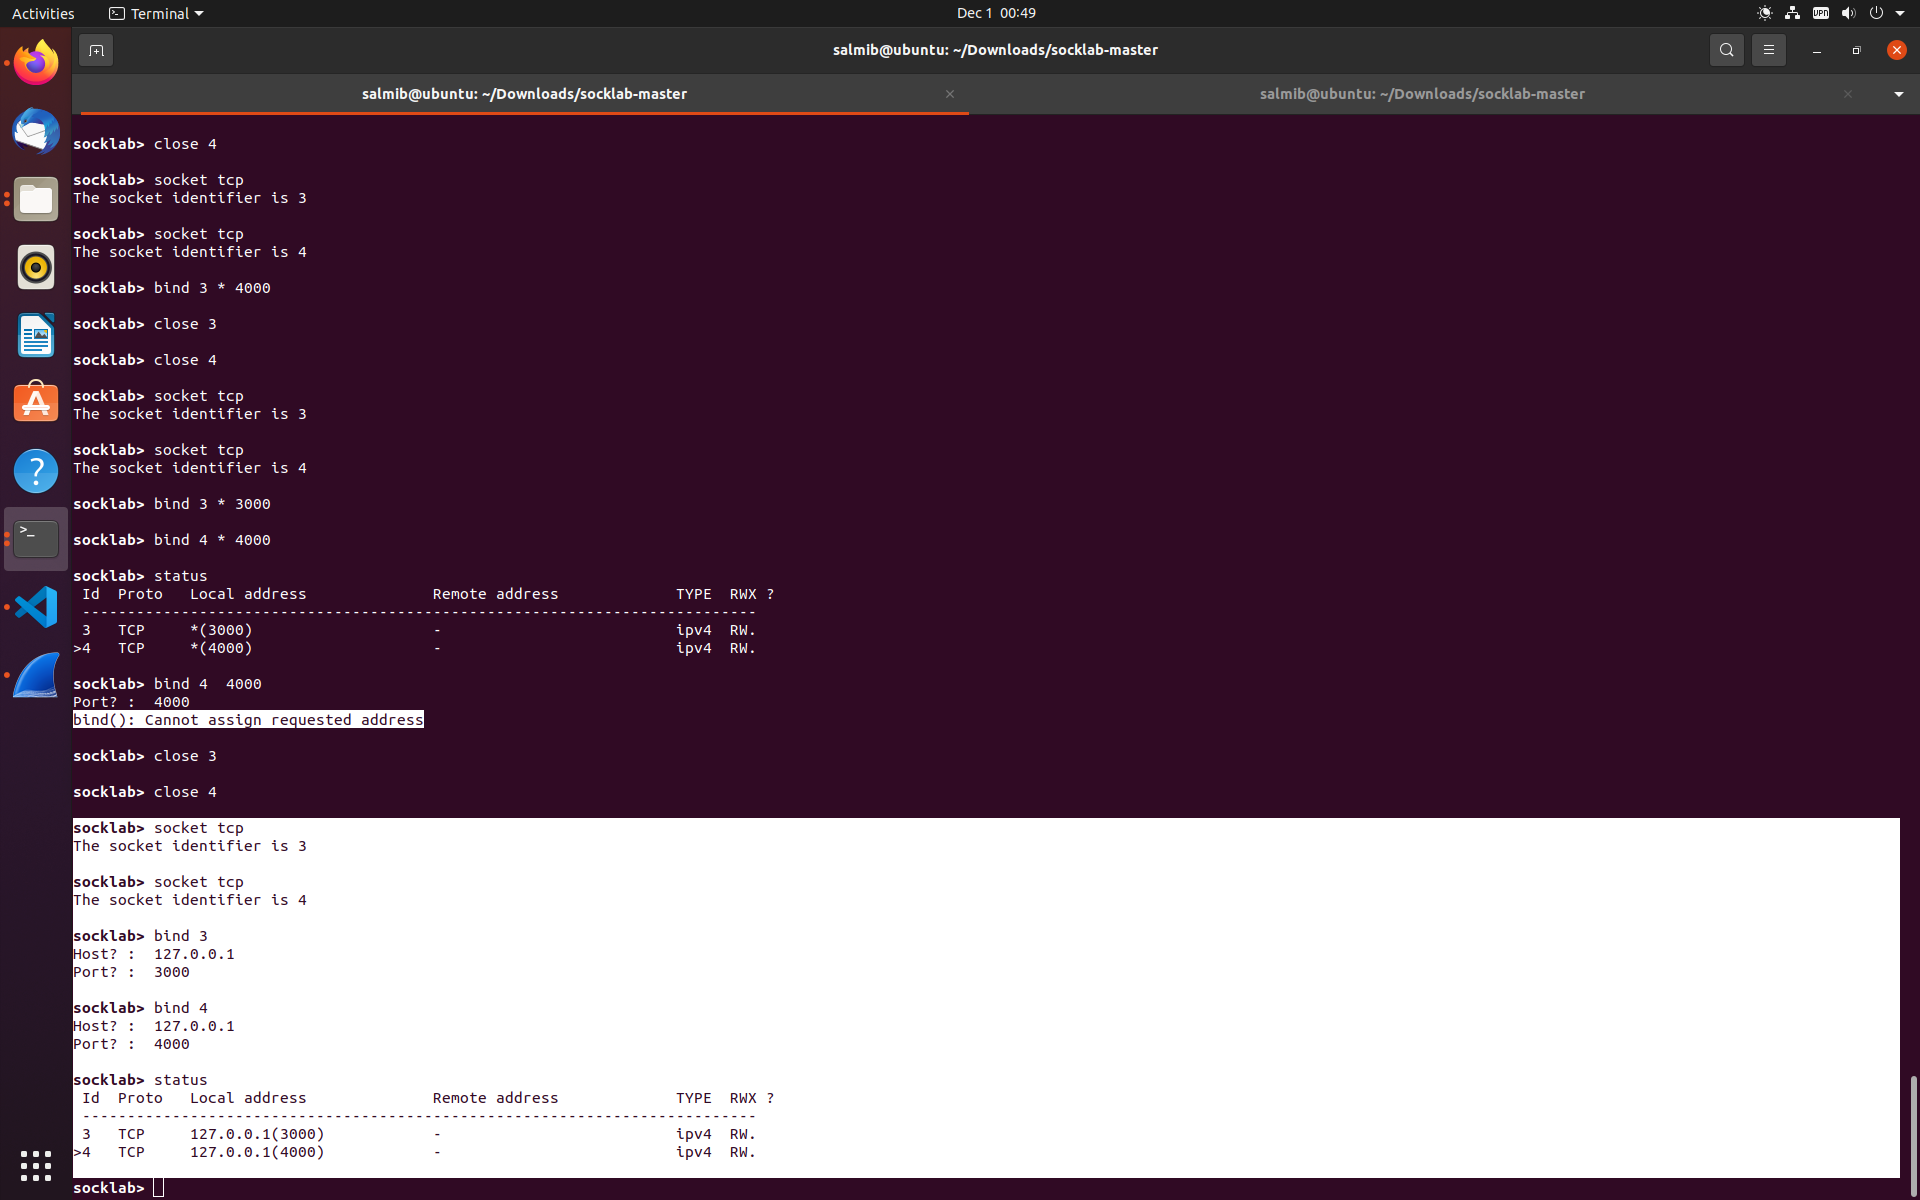 Activities Terminal Dec 1 00:49 VPN
salmib@ubuntu: ~/Downloads/socklab-master
salmib@ubuntu: ~/Downloads/socklab-master salmib@ubuntu: ~/Downloads/socklab-master
socklab> close 4
socklab> socket tcp
The socket identifier is 3
socklab> socket tcp
The socket identifier is 4
socklab> bind 3 * 4000
socklab> close 3
socklab> close 4
socklab> socket tcp
The socket identifier is 3
socklab> socket tcp
The socket identifier is 4
socklab> bind 3 * 3000
socklab> bind 4 * 4000
socklab> status
 Id  Proto   Local address              Remote address             TYPE  RWX ?
 ---------------------------------------------------------------------------
 3   TCP     *(3000)                    -                          ipv4  RW.
>4   TCP     *(4000)                    -                          ipv4  RW.
socklab> bind 4  4000
Port? :  4000
bind(): Cannot assign requested address
socklab> close 3
socklab> close 4
socklab> socket tcp
The socket identifier is 3
socklab> socket tcp
The socket identifier is 4
socklab> bind 3
Host? :  127.0.0.1
Port? :  3000
socklab> bind 4
Host? :  127.0.0.1
Port? :  4000
socklab> status
 Id  Proto   Local address              Remote address             TYPE  RWX ?
 ---------------------------------------------------------------------------
 3   TCP     127.0.0.1(3000)            -                          ipv4  RW.
>4   TCP     127.0.0.1(4000)            -                          ipv4  RW.
socklab>